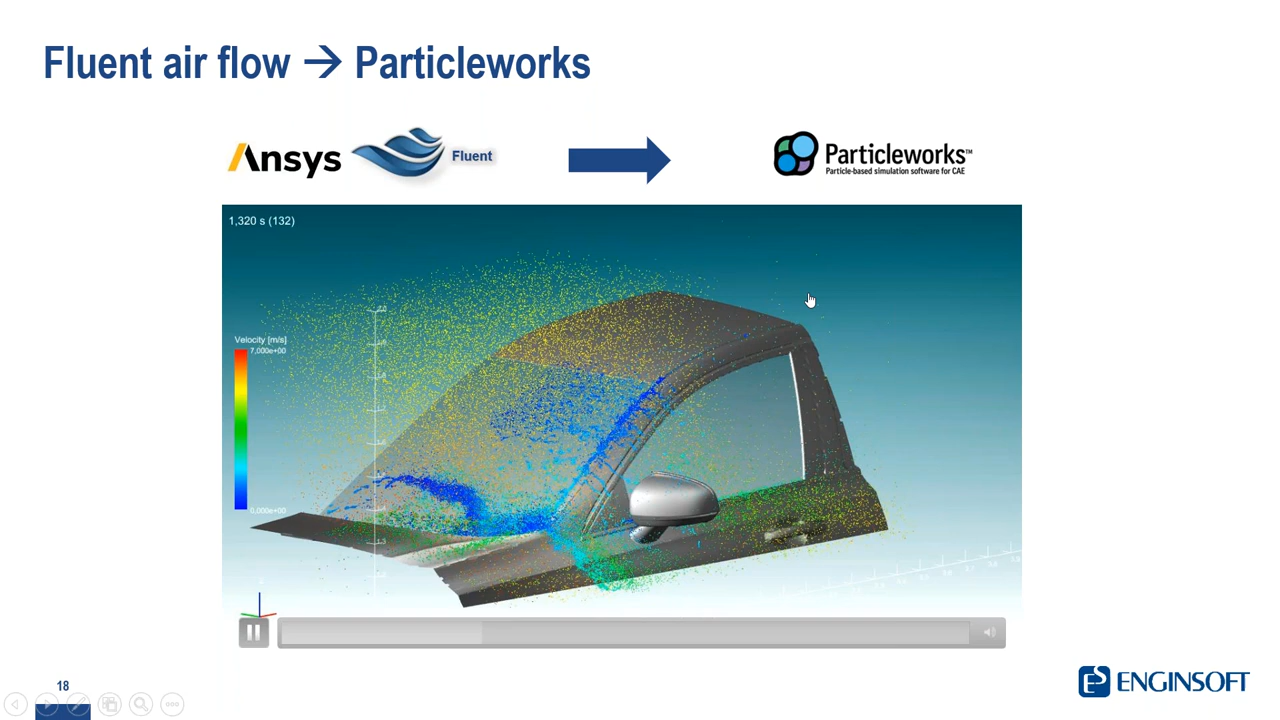 Fluent air flow → Particleworks
Ansys
Fluent
Particleworks™
Particle-based simulation software for CAE
1,320 s (132)
Velocity [m/s]
7,000e+00
0,000e+00
18
ENGINSOFT